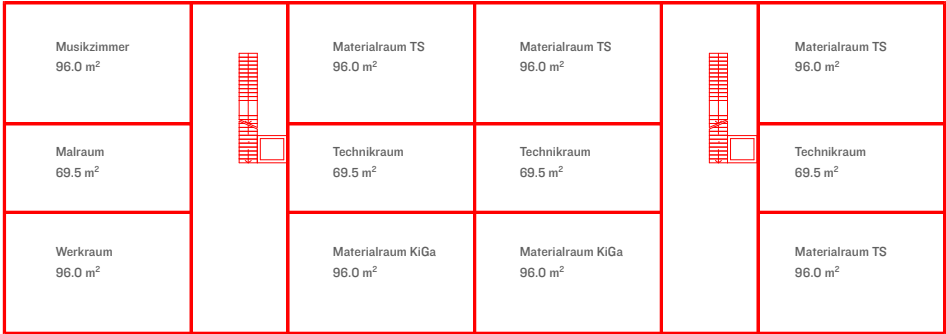 Musikzimmer
96.0 m²
Materialraum TS
96.0 m²
Materialraum TS
96.0 m²
Materialraum TS
96.0 m²
Malraum
69.5 m²
Technikraum
69.5 m²
Technikraum
69.5 m²
Technikraum
69.5 m²
Werkraum
96.0 m²
Materialraum KiGa
96.0 m²
Materialraum KiGa
96.0 m²
Materialraum TS
96.0 m²